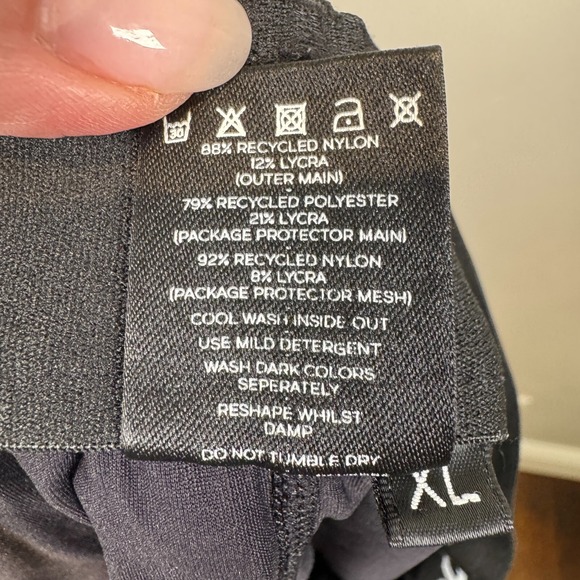 30
88% RECYCLED NYLON
12% LYCRA
(OUTER MAIN)
79% RECYCLED POLYESTER
21% LYCRA
(PACKAGE PROTECTOR MAIN)
92% RECYCLED NYLON
8% LYCRA
(PACKAGE PROTECTOR MESH)
COOL WASH INSIDE OUT
USE MILD DETERGENT
WASH DARK COLORS
SEPERATELY
RESHAPE WHILST
DAMP
DO NOT TUMBLE DRY
XL